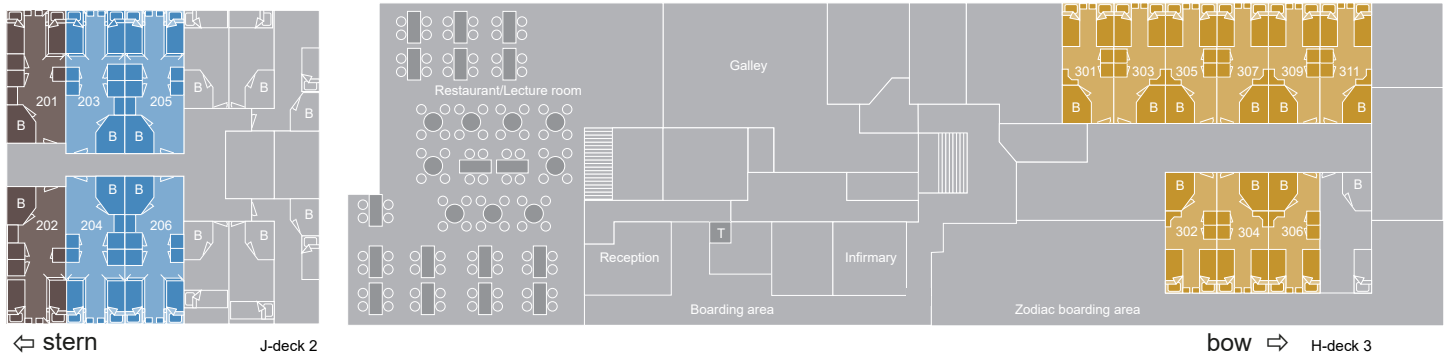 201
203
205
B
B
B
B
B
B
B
B
B
B
202
204
206
B
B
B
⇦ stern
J-deck 2
Galley
Restaurant/Lecture room
Reception
T
Infirmary
Boarding area
Zodiac boarding area
301
303
305
307
309
311
B
B
B
B
B
B
B
B
B
B
302
304
306
bow ⇨
H-deck 3